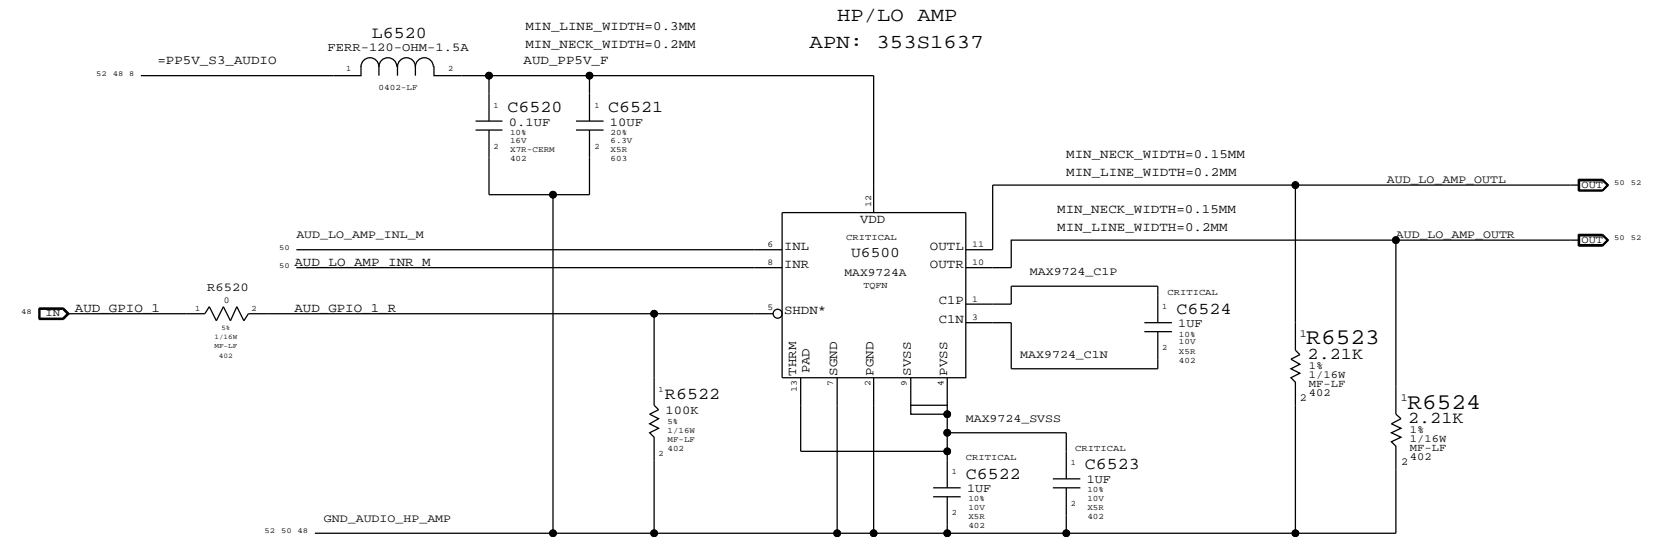 HP/LO AMP
APN: 353S1637
L6520
FERR-120-OHM-1.5A
MIN_LINE_WIDTH=0.3MM
MIN_NECK_WIDTH=0.2MM
AUD_PP5V_F
=PP5V_S3_AUDIO
52 48 8
1
2
0402-LF
1
C6520
0.1UF
10%
16V
X7R-CERM
402
2
1
C6521
10UF
20%
6.3V
X5R
603
2
MIN_NECK_WIDTH=0.15MM
MIN_LINE_WIDTH=0.2MM
AUD_LO_AMP_OUTL
OUT
50 52
MIN_NECK_WIDTH=0.15MM
MIN_LINE_WIDTH=0.2MM
AUD_LO_AMP_OUTR
OUT
50 52
12
VDD
CRITICAL
U6500
MAX9724A
TQFN
AUD_LO_AMP_INL_M
50
6
INL
AUD_LO_AMP_INR_M
50
8
INR
OUTL
11
OUTR
10
R6520
0
48
IN
AUD_GPIO_1
1
2
5%
1/16W
MF-LF
402
AUD_GPIO_1_R
5
SHDN*
C1P
1
MAX9724_C1P
C1N
3
MAX9724_C1N
CRITICAL
1
C6524
1UF
10%
10V
X5R
402
2
THRM
PAD
13
SGND
7
PGND
2
SVSS
9
PVSS
4
1
R6522
100K
5%
1/16W
MF-LF
402
2
MAX9724_SVSS
CRITICAL
1
C6522
1UF
10%
10V
X5R
402
2
CRITICAL
1
C6523
1UF
10%
10V
X5R
402
2
1
R6523
2.21K
1%
1/16W
MF-LF
402
2
1
R6524
2.21K
1%
1/16W
MF-LF
402
2
GND_AUDIO_HP_AMP
52 50 48